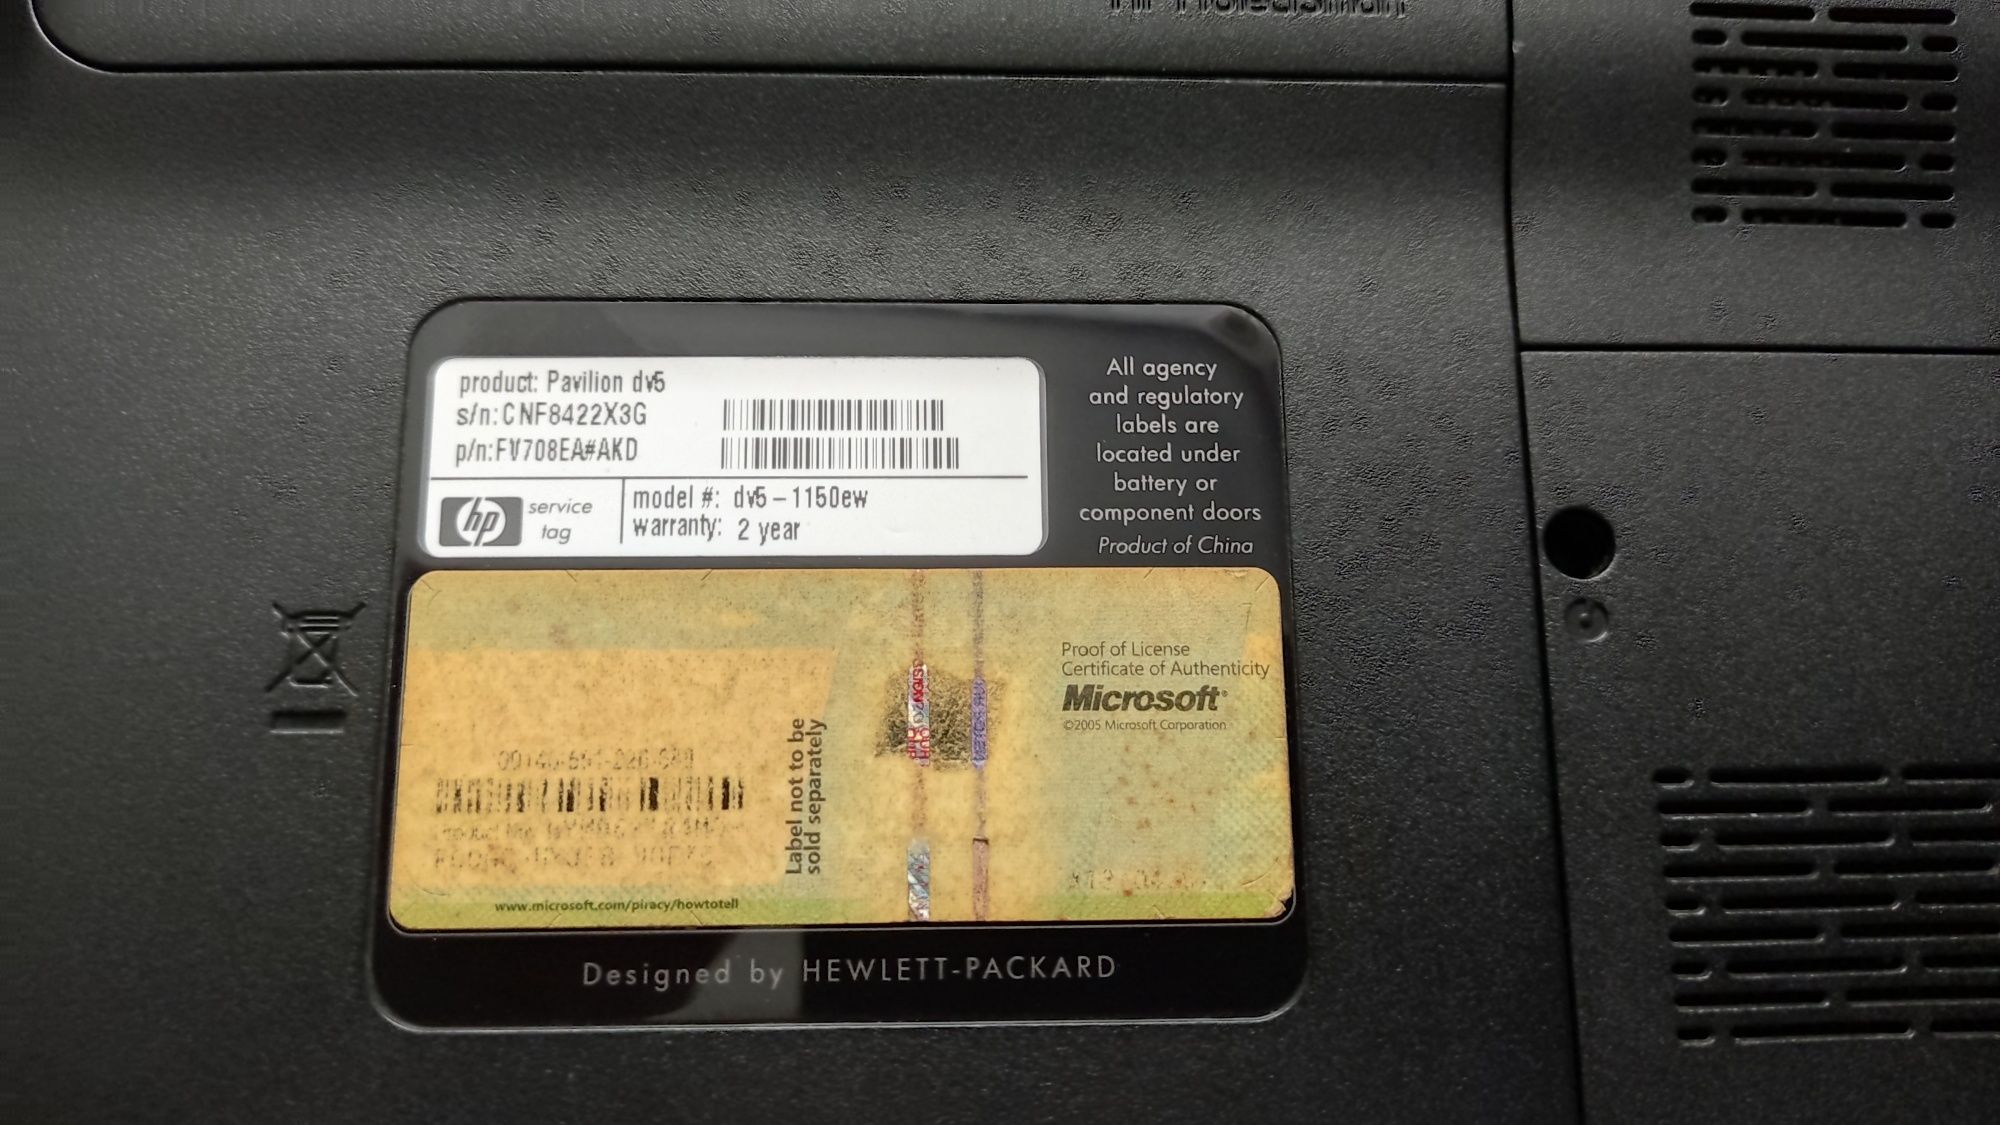 product: Pavilion dv5
s/n:CNF8422X3G
p/n:FV708EA#AKD
hp
service
tag
model #: dv5-1150ew
warranty: 2 year
All agency
and regulatory
labels are
located under
battery or
component doors
Product of China
Label not to be
sold separately
www.microsoft.com/piracy/howtotell
Proof of License
Certificate of Authenticity
Microsoft®
©2005 Microsoft Corporation
Designed by HEWLETT-PACKARD